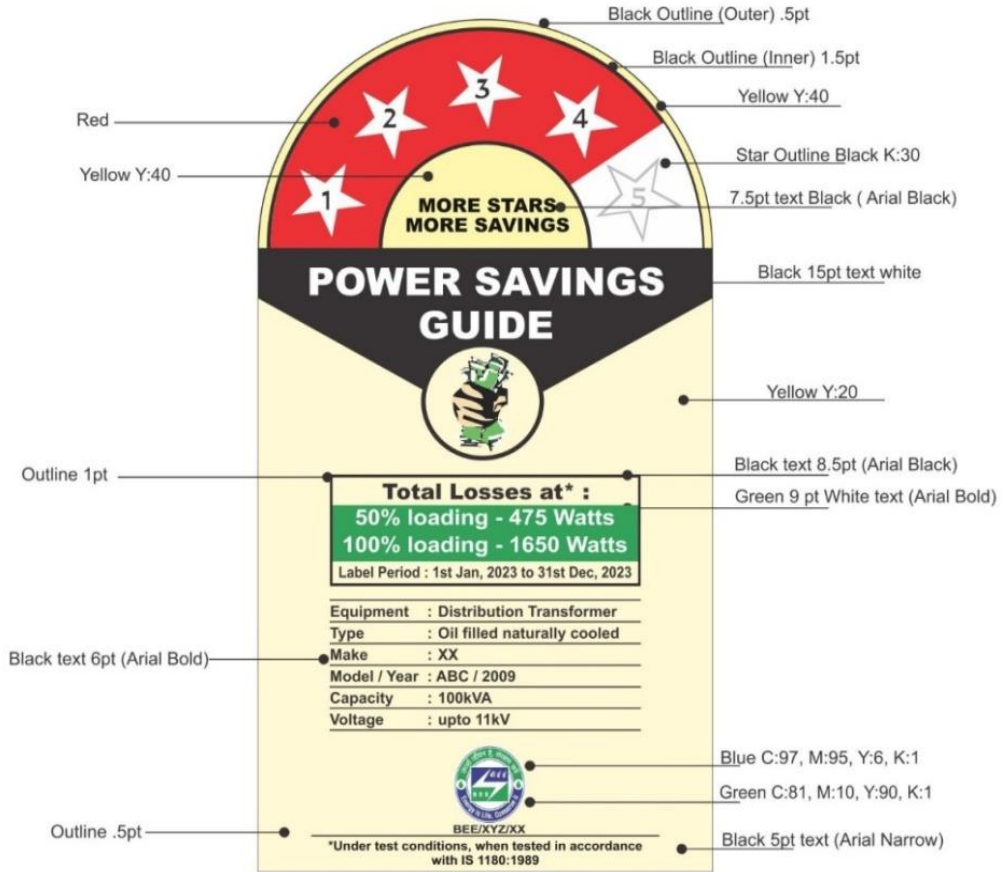 Black Outline (Outer) .5pt
Black Outline (Inner) 1.5pt
Yellow Y:40
Red
Star Outline Black K:30
Yellow Y:40
7.5pt text Black ( Arial Black)
1
2
3
4
5
MORE STARS
MORE SAVINGS
Black 15pt text white
POWER SAVINGS
GUIDE
Yellow Y:20
Outline 1pt
Black text 8.5pt (Arial Black)
Green 9 pt White text (Arial Bold)
Total Losses at* :
50% loading - 475 Watts
100% loading - 1650 Watts
Label Period : 1st Jan, 2023 to 31st Dec, 2023
Equipment : Distribution Transformer
Type : Oil filled naturally cooled
Black text 6pt (Arial Bold)
Make : XX
Model / Year : ABC / 2009
Capacity : 100kVA
Voltage : upto 11kV
Blue C:97, M:95, Y:6, K:1
Green C:81, M:10, Y:90, K:1
Outline .5pt
BEE/XYZ/XX
Black 5pt text (Arial Narrow)
*Under test conditions, when tested in accordance
with IS 1180:1989